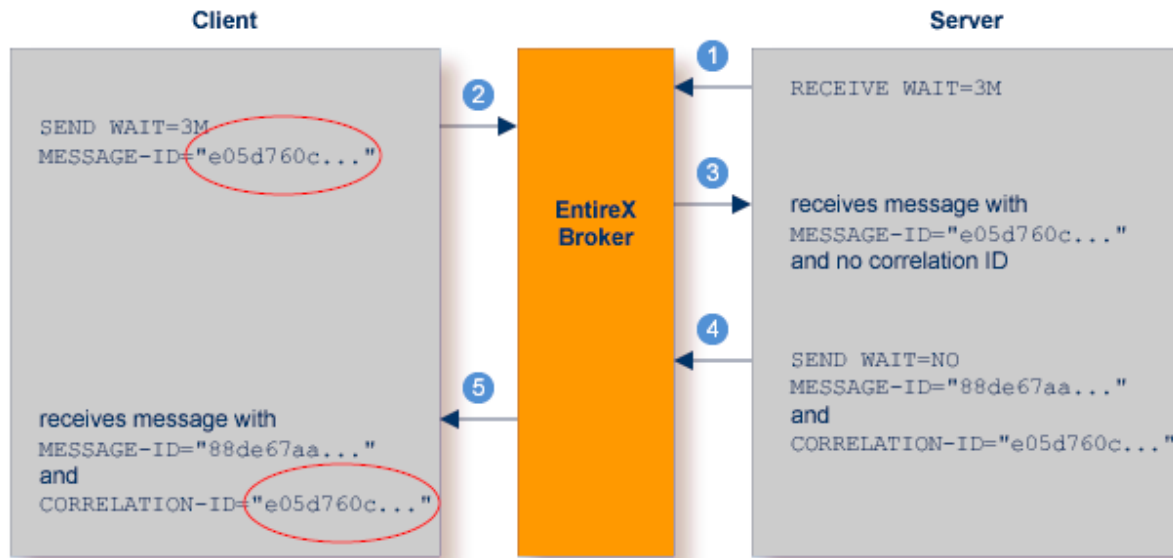 Client
Server
1
RECEIVE WAIT=3M
2
SEND WAIT=3M
MESSAGE-ID="e05d760c..."
EntireX
Broker
3
receives message with
MESSAGE-ID="e05d760c..."
and no correlation ID
4
SEND WAIT=NO
MESSAGE-ID="88de67aa..."
and
CORRELATION-ID="e05d760c..."
5
receives message with
MESSAGE-ID="88de67aa..."
and
CORRELATION-ID="e05d760c..."